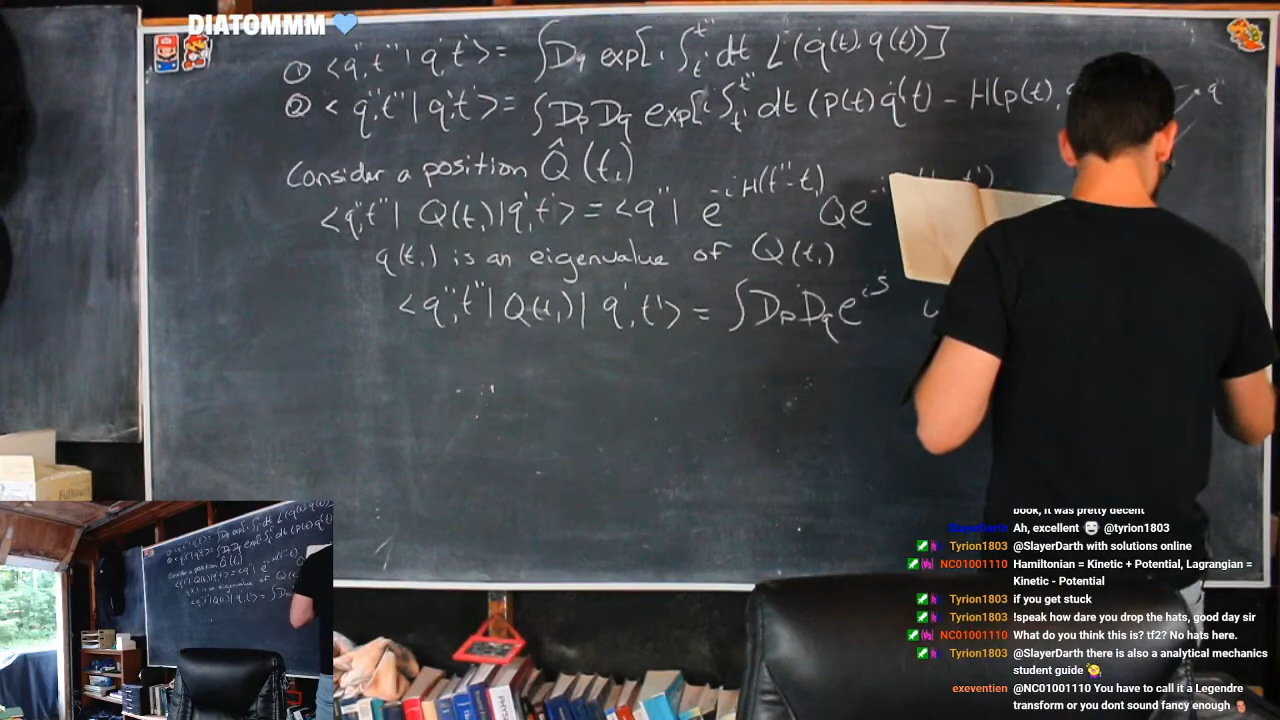 DIATOMMM
① <q'',t''|q',t'> = ∫Dq exp[i∫t't'' dt L(q̇(t),q(t))]
② <q'',t''|q',t'> = ∫DpDq exp[i∫t't'' dt (p(t)q̇(t) - H(p(t),
q
Consider a position Q̂(t₁)
<q'',t''|Q(t₁)|q',t'> = <q''|e^-iH(t''-t₁) Qe
q(t₁) is an eigenvalue of Q(t₁)
<q'',t''|Q(t₁)|q',t'> = ∫DpDq e^iS
book, it was pretty decent
SlayerDarth Ah, excellent @tyrion1803
Tyrion1803 @SlayerDarth with solutions online
NC01001110 Hamiltonian = Kinetic + Potential, Lagrangian =
Kinetic - Potential
Tyrion1803 if you get stuck
Tyrion1803 !speak how dare you drop the hats, good day sir
NC01001110 What do you think this is? tf2? No hats here.
Tyrion1803 @SlayerDarth there is also a analytical mechanics
student guide
exeventien @NC01001110 You have to call it a Legendre
transform or you dont sound fancy enough